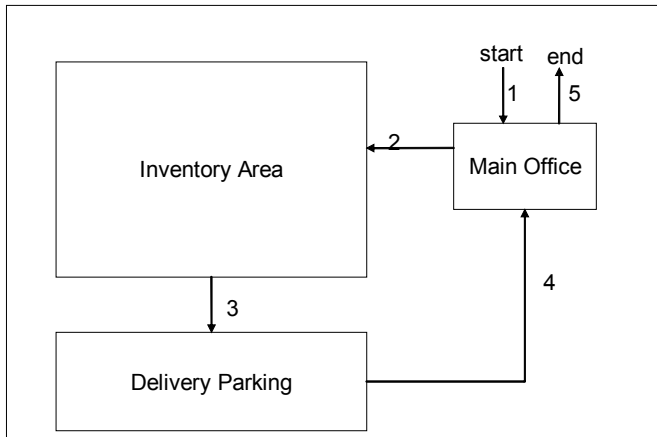 start end
1 5
2
Inventory Area
Main Office
3
4
Delivery Parking